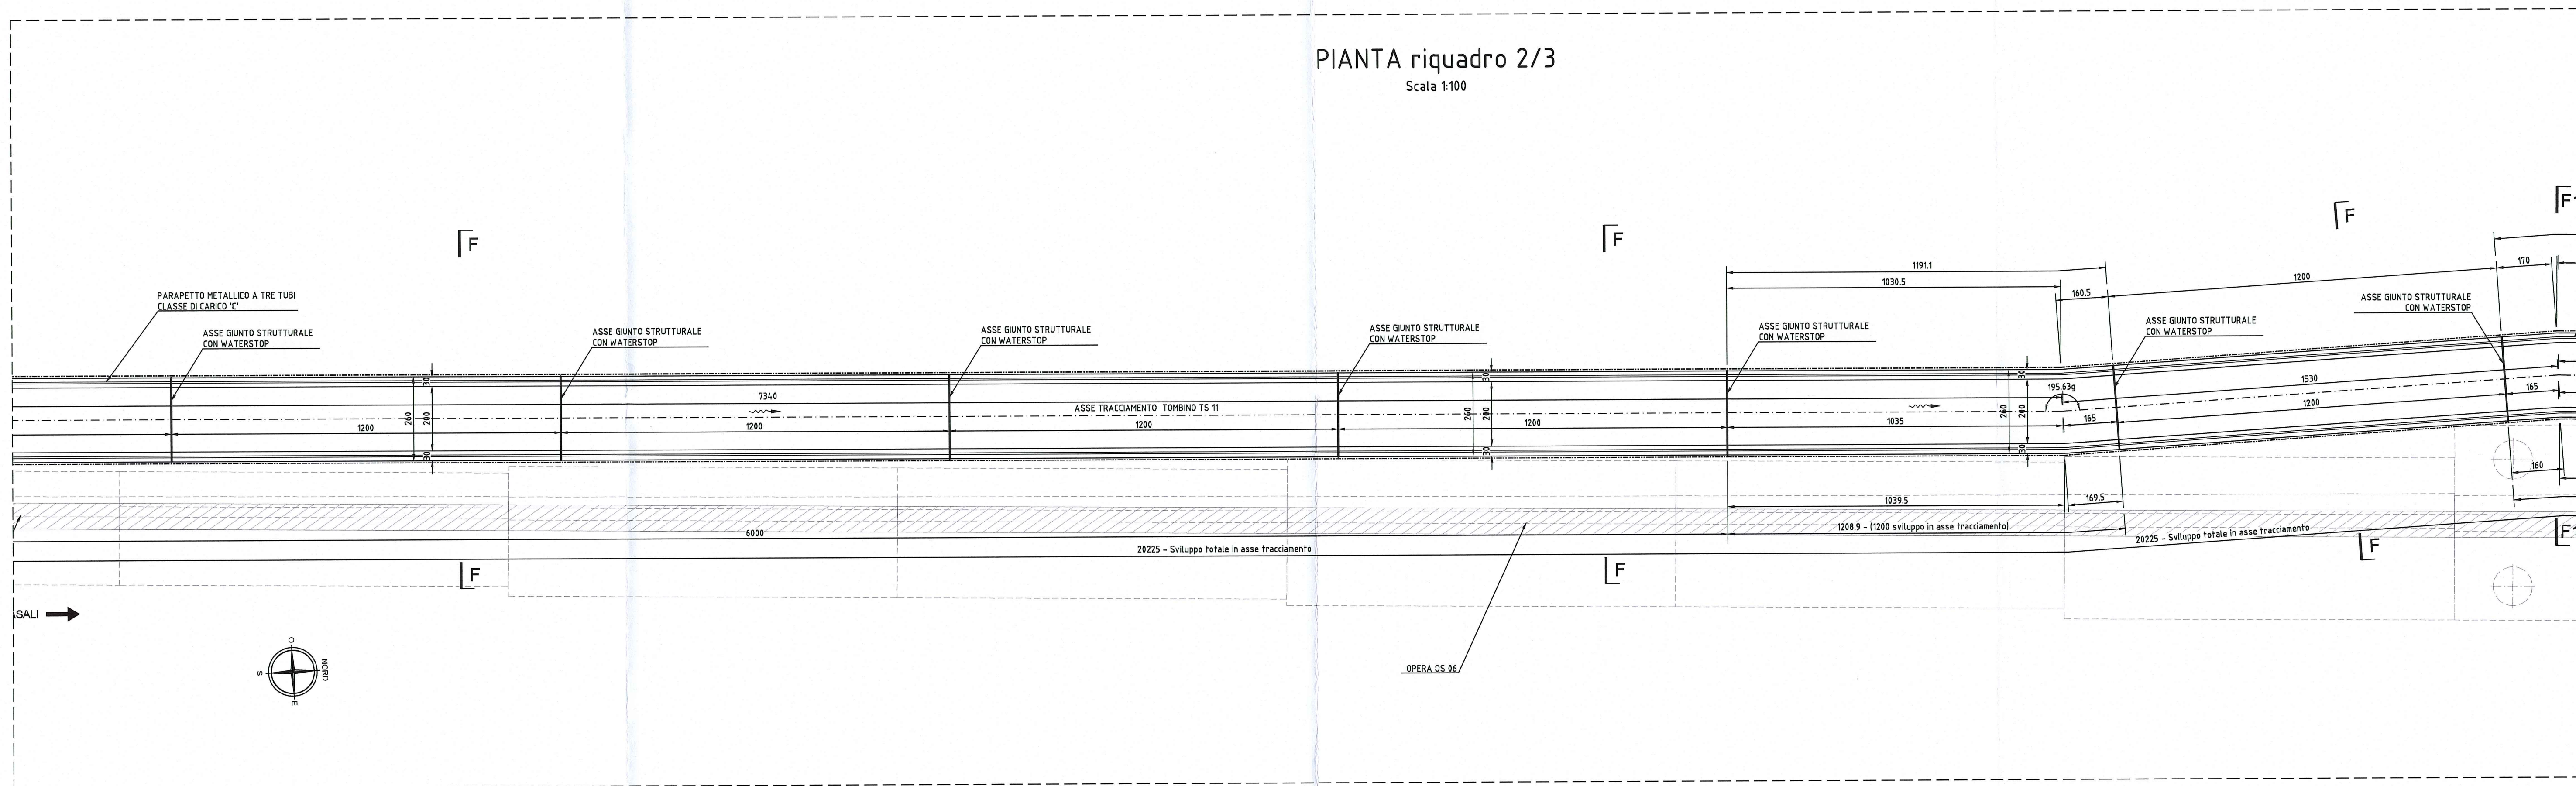 PIANTA riquadro 2/3
Scala 1:100
F
F
F
F
1191.1
1030.5
160.5
1200
170
PARAPETTO METALLICO A TRE TUBI
CLASSE DI CARICO 'C'
ASSE GIUNTO STRUTTURALE
CON WATERSTOP
ASSE GIUNTO STRUTTURALE
CON WATERSTOP
ASSE GIUNTO STRUTTURALE
CON WATERSTOP
ASSE GIUNTO STRUTTURALE
CON WATERSTOP
ASSE GIUNTO STRUTTURALE
CON WATERSTOP
ASSE GIUNTO STRUTTURALE
CON WATERSTOP
ASSE GIUNTO STRUTTURALE
CON WATERSTOP
30
260
200
30
30
260
200
30
30
260
200
30
7340
ASSE TRACCIAMENTO TOMBINO TS 11
195.63g
1530
1200
1200
1200
1200
1035
165
1200
165
160
1039.5
169.5
6000
1208.9 - (1200 sviluppo in asse tracciamento)
20225 - Sviluppo totale in asse tracciamento
20225 - Sviluppo totale in asse tracciamento
F
F
F
F
SALI
OPERA OS 06
O
NORD
S
E